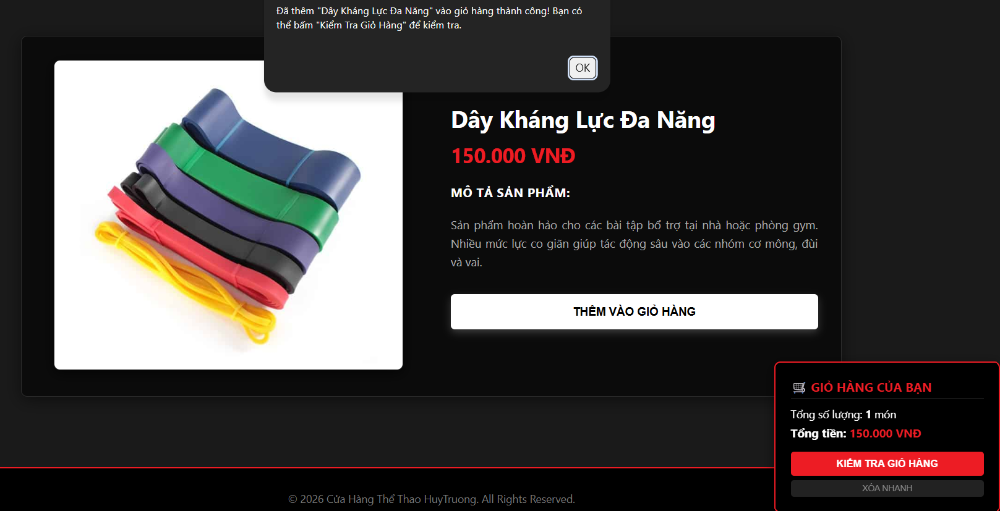 Đã thêm "Dây Kháng Lực Đa Năng" vào giỏ hàng thành công! Bạn có
thể bấm "Kiểm Tra Giỏ Hàng" để kiểm tra.
OK
Dây Kháng Lực Đa Năng
150.000 VNĐ
MÔ TẢ SẢN PHẨM:
Sản phẩm hoàn hảo cho các bài tập bổ trợ tại nhà hoặc phòng gym.
Nhiều mức lực co giãn giúp tác động sâu vào các nhóm cơ mông, đùi
và vai.
THÊM VÀO GIỎ HÀNG
GIỎ HÀNG CỦA BẠN
Tổng số lượng: 1 món
Tổng tiền: 150.000 VNĐ
KIỂM TRA GIỎ HÀNG
XÓA NHANH
© 2026 Cửa Hàng Thể Thao HuyTruong. All Rights Reserved.